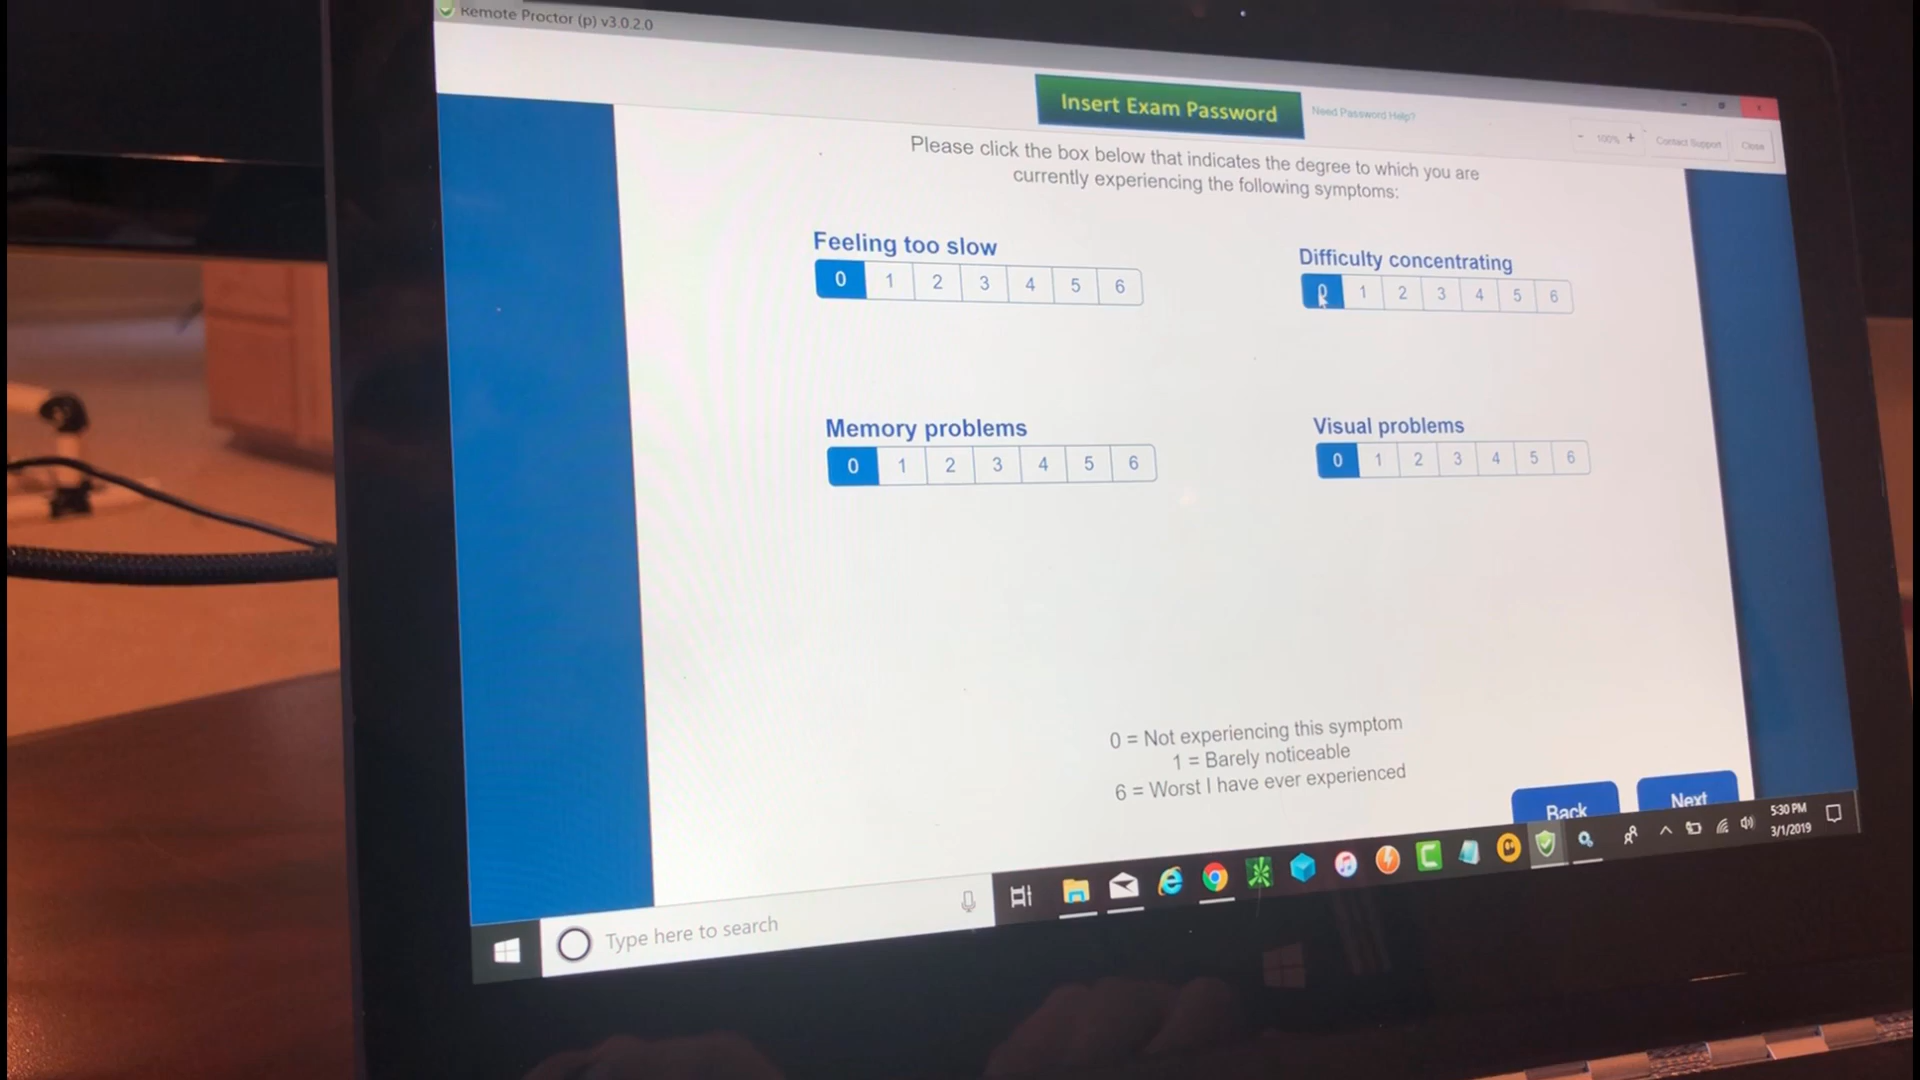 Remote Proctor (p) v3.0.2.0
Insert Exam Password
Need Password Help?
- 100% +
Contact Support
Close
Please click the box below that indicates the degree to which you are
currently experiencing the following symptoms:
Feeling too slow
0 1 2 3 4 5 6
Difficulty concentrating
0 1 2 3 4 5 6
Memory problems
0 1 2 3 4 5 6
Visual problems
0 1 2 3 4 5 6
0 = Not experiencing this symptom
1 = Barely noticeable
6 = Worst I have ever experienced
Back
Next
Type here to search
5:30 PM
3/1/2019